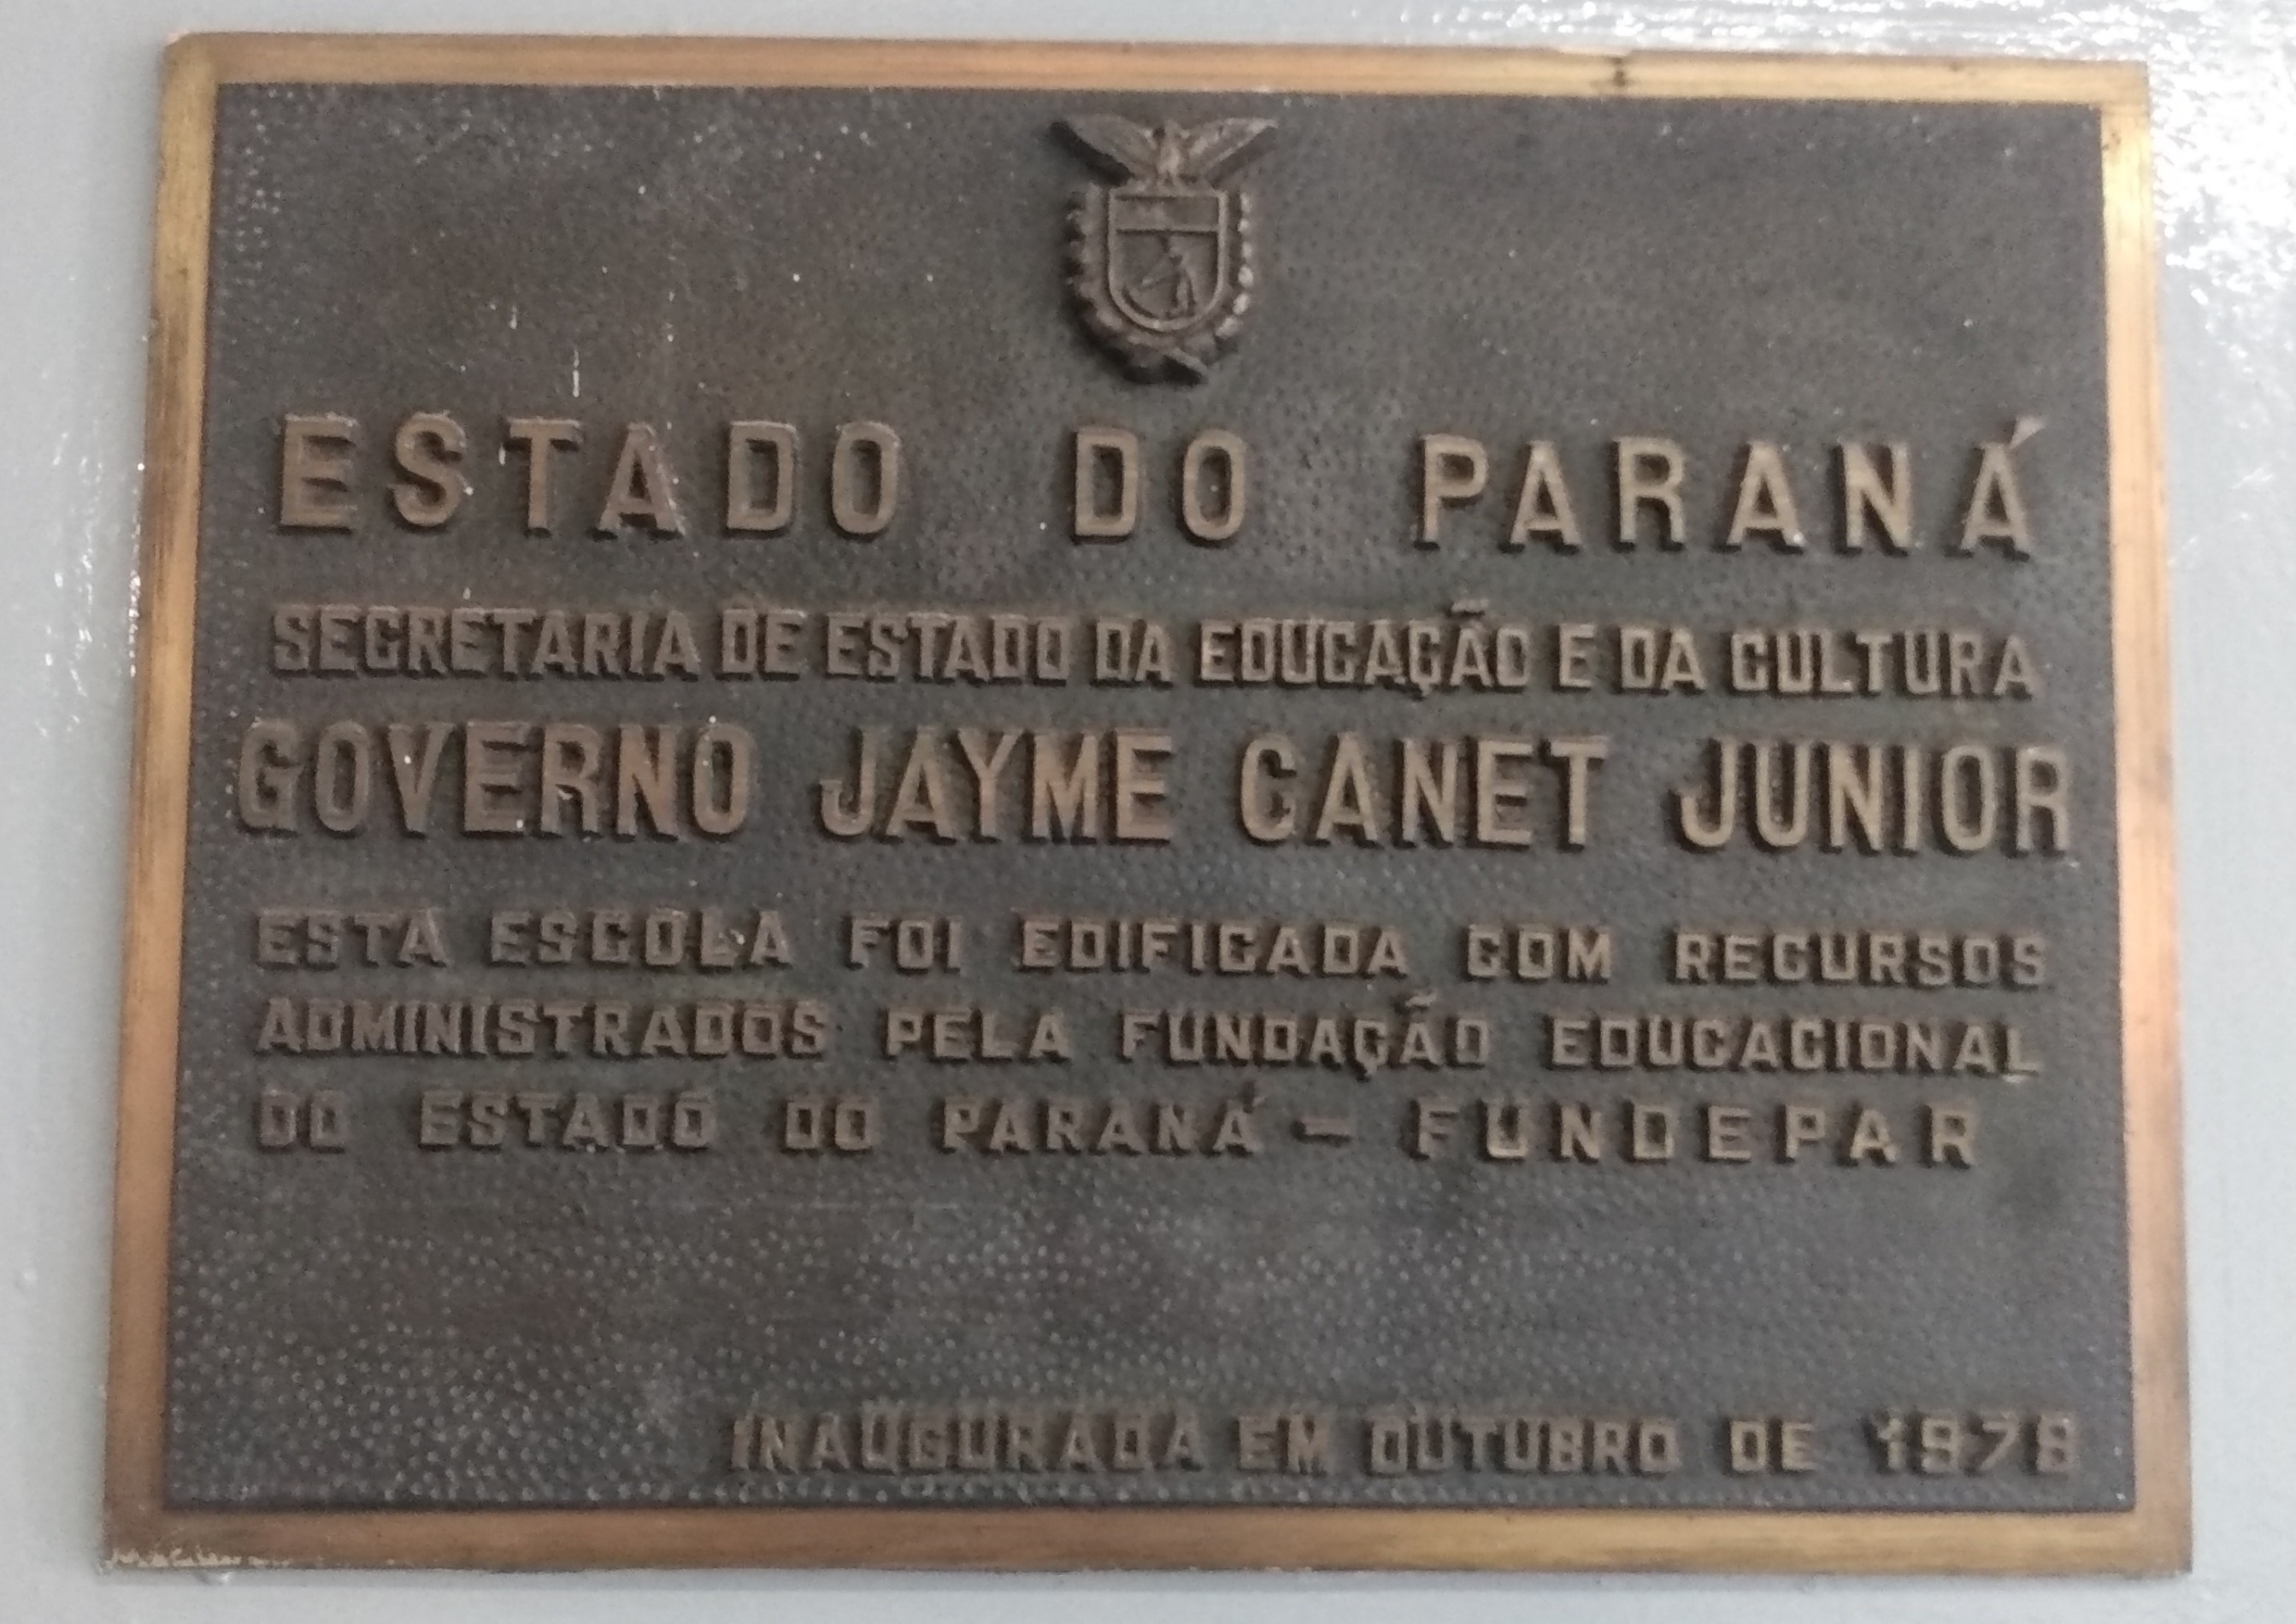 ESTADO DO PARANÁ
SECRETARIA DE ESTADO DA EDUCAÇÃO E DA CULTURA
GOVERNO JAYME CANET JUNIOR
ESTA ESCOLA FOI EDIFICADA COM RECURSOS
ADMINISTRADOS PELA FUNDAÇÃO EDUCACIONAL
DO ESTADO DO PARANÁ - FUNDEPAR
INAUGURADA EM OUTUBRO DE 1978